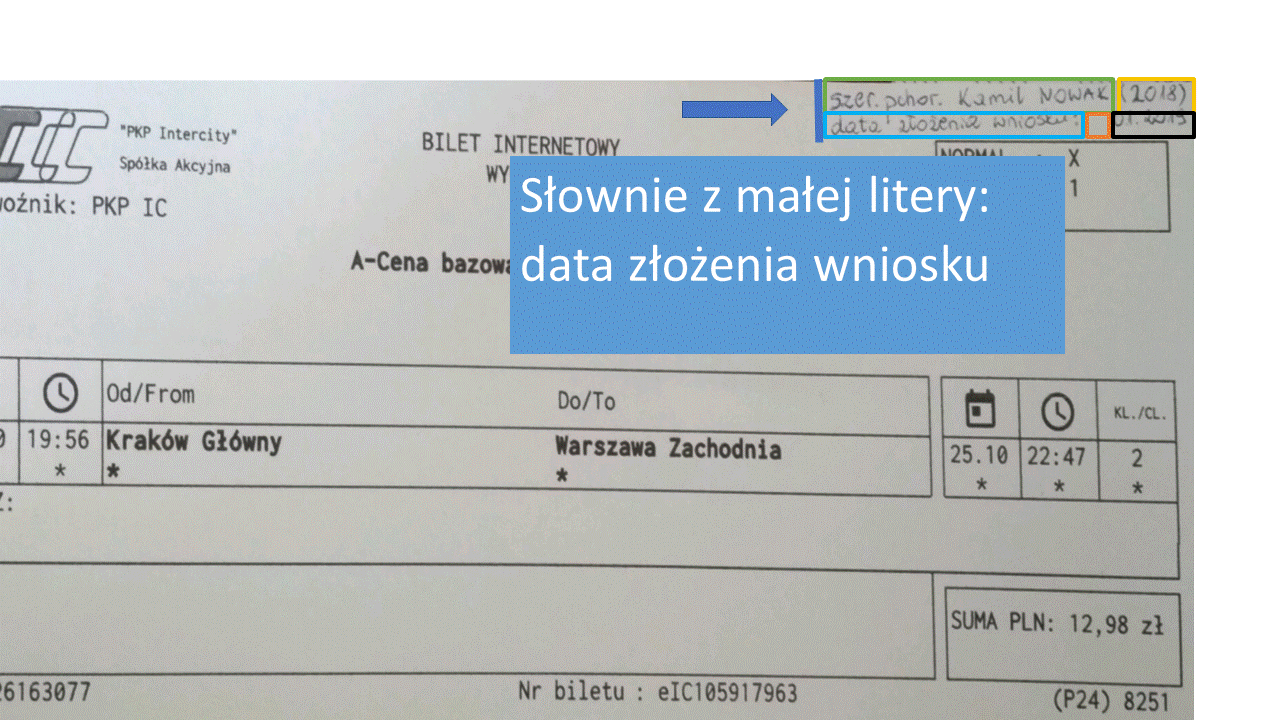 szer. pchor. Kamil NOWAK (2018)
data złożenia wniosku: 01.2019
"PKP Intercity"
Spółka Akcyjna
BILET INTERNETOWY
WY
NORMAL X
1
woźnik: PKP IC
Słownie z małej litery:
data złożenia wniosku
A-Cena bazowa
Od/From Do/To KL./CL.
19:56 Kraków Główny Warszawa Zachodnia 25.10 22:47 2
* * * * * *
Z:
SUMA PLN: 12,98 zł
26163077 Nr biletu : eIC105917963 (P24) 8251